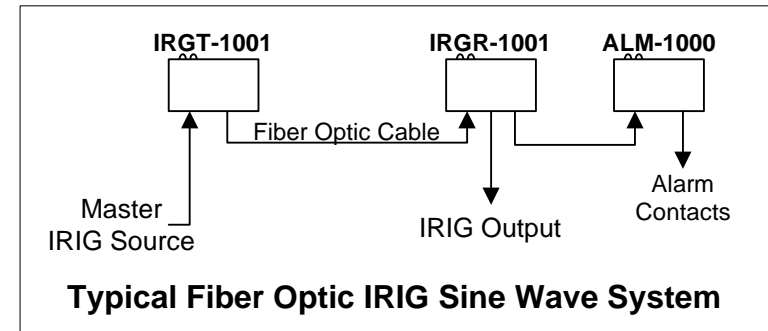 IRGT-1001 IRGR-1001 ALM-1000
Fiber Optic Cable
Master
IRIG Source
IRIG Output
Alarm
Contacts
Typical Fiber Optic IRIG Sine Wave System